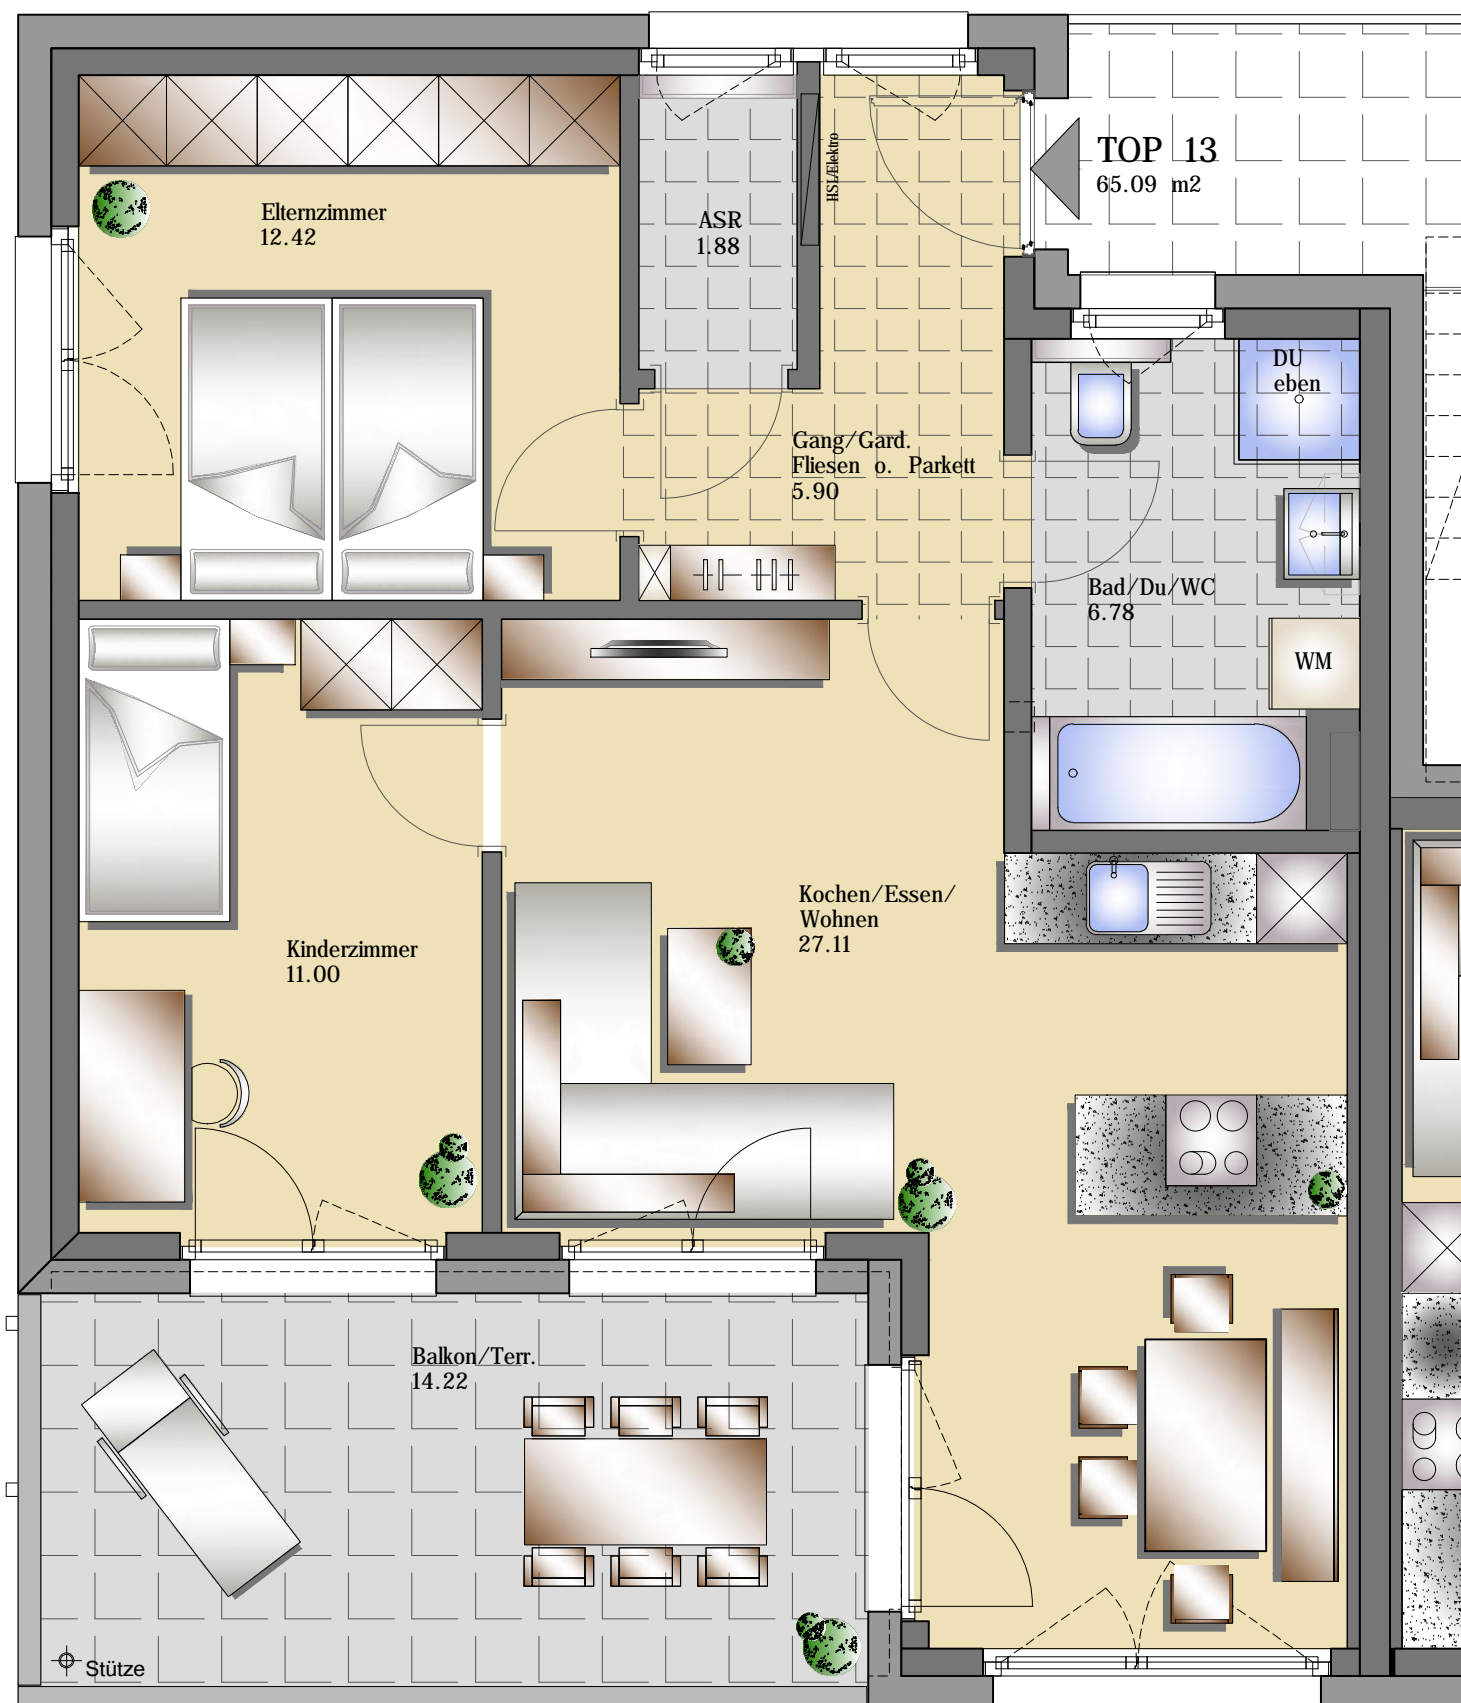 TOP 13
65.09 m2
HSL/Elektro
Elternzimmer
12.42
ASR
1.88
DU
eben
Gang/Gard.
Fliesen o. Parkett
5.90
Bad/Du/WC
6.78
WM
Kochen/Essen/
Wohnen
27.11
Kinderzimmer
11.00
Balkon/Terr.
14.22
Stütze